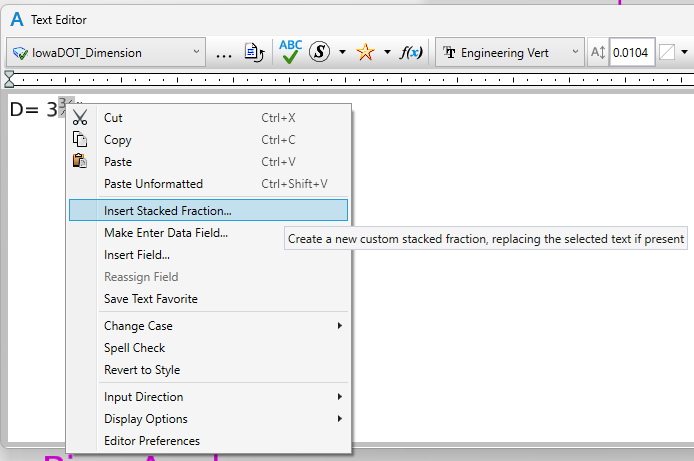 A Text Editor
IowaDOT_Dimension
...
ABC
S
f(x)
Engineering Vert
A
0.0104
D= 3
Cut Ctrl+X
Copy Ctrl+C
Paste Ctrl+V
Paste Unformatted Ctrl+Shift+V
Insert Stacked Fraction...
Make Enter Data Field...
Create a new custom stacked fraction, replacing the selected text if present
Insert Field...
Reassign Field
Save Text Favorite
Change Case
Spell Check
Revert to Style
Input Direction
Display Options
Editor Preferences